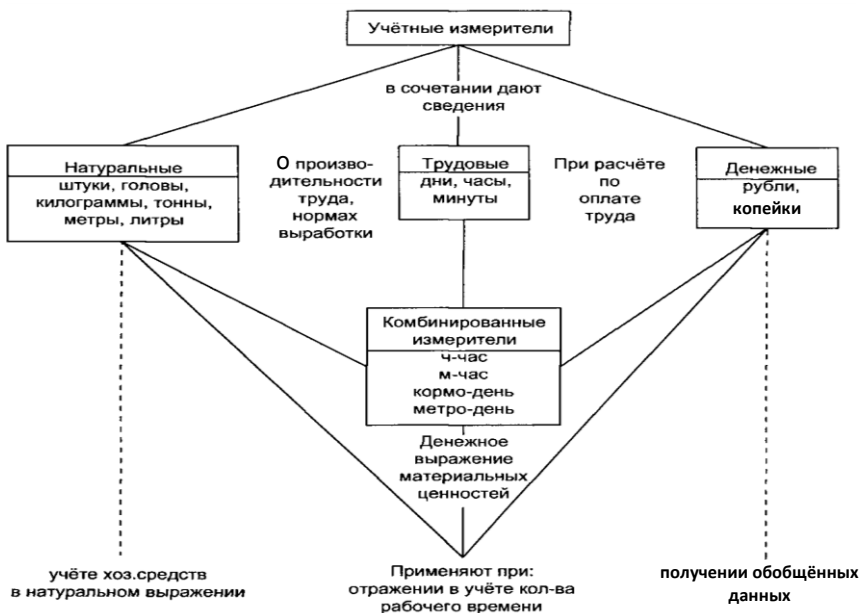 Учётные измерители
в сочетании дают
сведения
Натуральные
штуки, головы,
килограммы, тонны,
метры, литры
О произво-
дительности
труда,
нормах
выработки
Трудовые
дни, часы,
минуты
При расчёте
по
оплате
труда
Денежные
рубли,
копейки
Комбинированные
измерители
ч-час
м-час
кормо-день
метро-день
Денежное
выражение
материальных
ценностей
учёте хоз.средств
в натуральном выражении
Применяют при:
отражении в учёте кол-ва
рабочего времени
получении обобщённых
данных